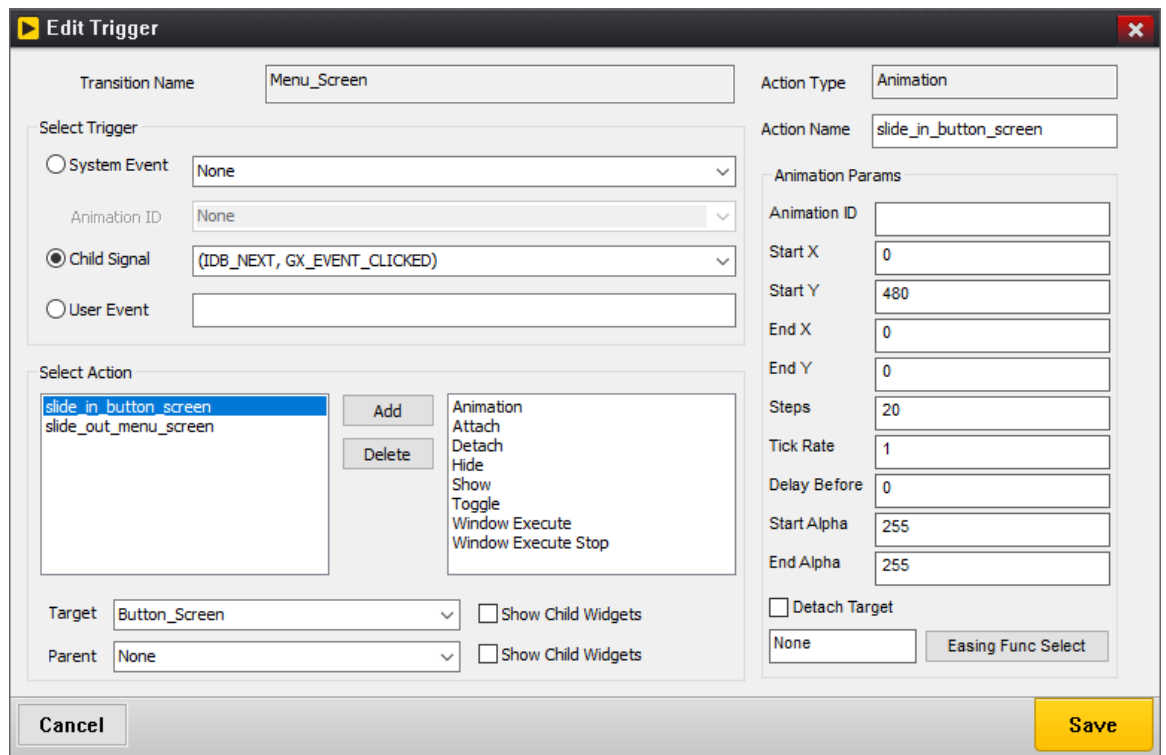 Edit Trigger
Transition Name
Menu_Screen
Select Trigger
System Event
None
Animation ID
None
Child Signal
(IDB_NEXT, GX_EVENT_CLICKED)
User Event
Select Action
slide_in_button_screen
slide_out_menu_screen
Add
Delete
Animation
Attach
Detach
Hide
Show
Toggle
Window Execute
Window Execute Stop
Target
Button_Screen
Show Child Widgets
Parent
None
Show Child Widgets
Action Type
Animation
Action Name
slide_in_button_screen
Animation Params
Animation ID
Start X
0
Start Y
480
End X
0
End Y
0
Steps
20
Tick Rate
1
Delay Before
0
Start Alpha
255
End Alpha
255
Detach Target
None
Easing Func Select
Cancel
Save